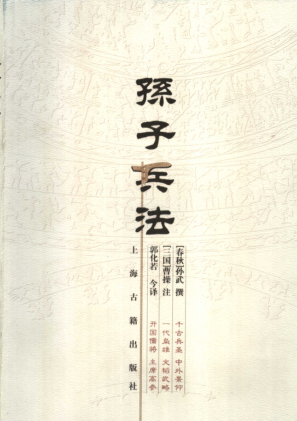 孫子兵法
[春秋]孙武 撰
[三国]曹操 注
郭化若 今译
千古兵圣 中外景仰
一代枭雄 文韬武略
开国儒将 主席高参
上海古籍出版社